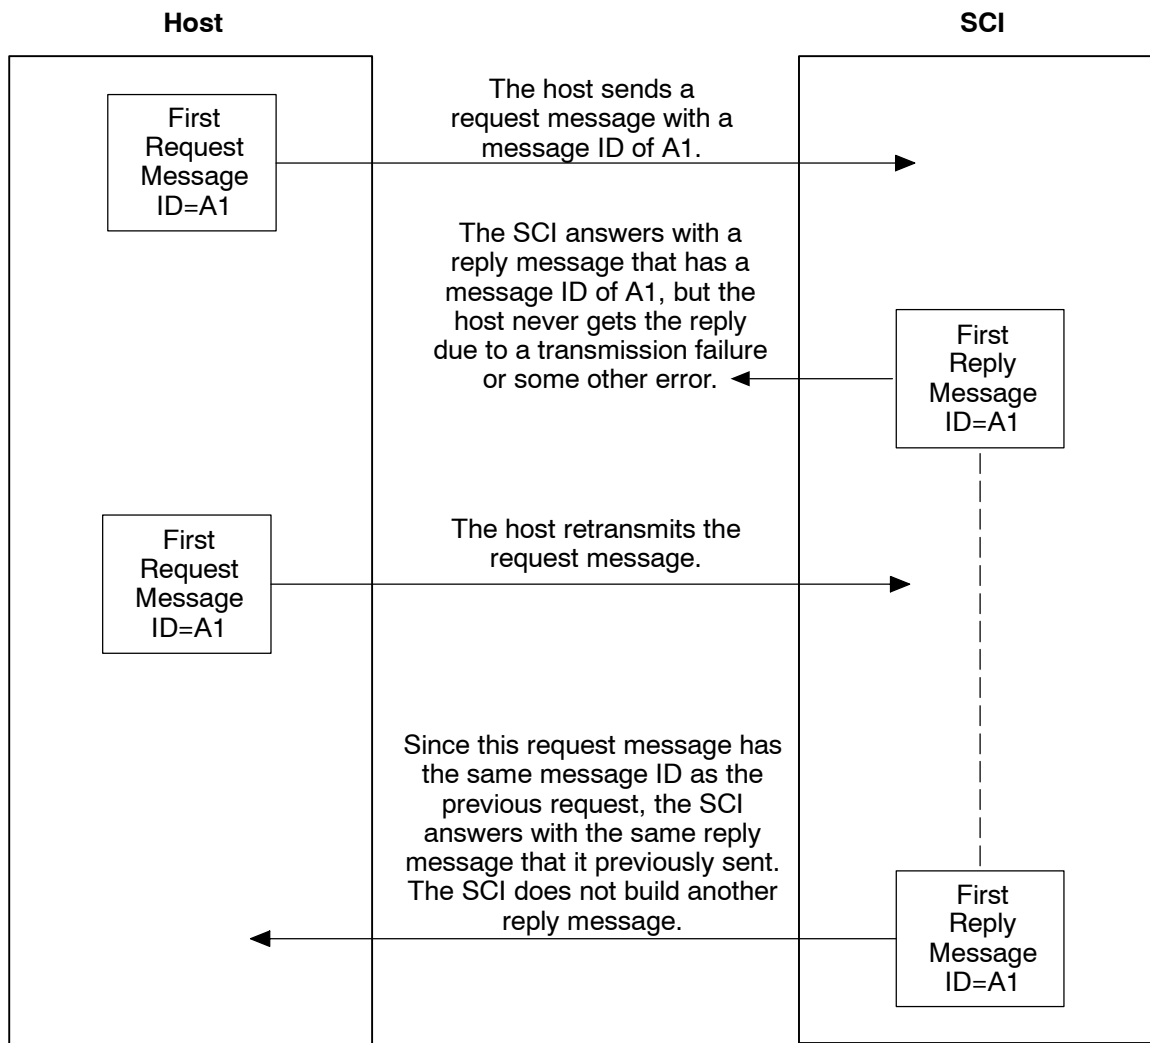 Host
SCI
First
Request
Message
ID=A1
The host sends a
request message with a
message ID of A1.
The SCI answers with a
reply message that has a
message ID of A1, but the
host never gets the reply
due to a transmission failure
or some other error.
First
Reply
Message
ID=A1
First
Request
Message
ID=A1
The host retransmits the
request message.
Since this request message has
the same message ID as the
previous request, the SCI
answers with the same reply
message that it previously sent.
The SCI does not build another
reply message.
First
Reply
Message
ID=A1